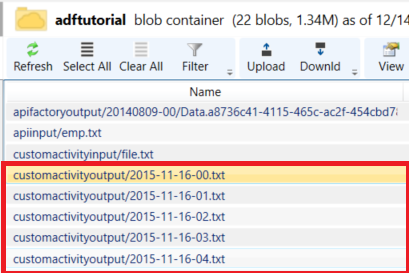 adftutorial blob container (22 blobs, 1.34M) as of 12/14
Refresh Select All Clear All Filter Upload Downld View
Name
apifactoryoutput/20140809-00/Data.a8736c41-4115-465c-ac2f-454cbd78
apiinput/emp.txt
customactivityinput/file.txt
customactivityoutput/2015-11-16-00.txt
customactivityoutput/2015-11-16-01.txt
customactivityoutput/2015-11-16-02.txt
customactivityoutput/2015-11-16-03.txt
customactivityoutput/2015-11-16-04.txt